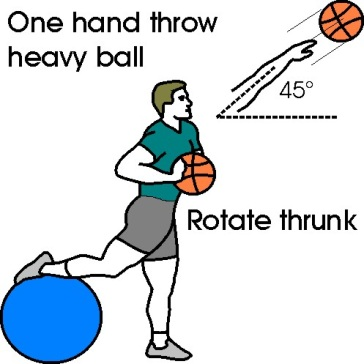 One hand throw
heavy ball
45°
Rotate thrunk